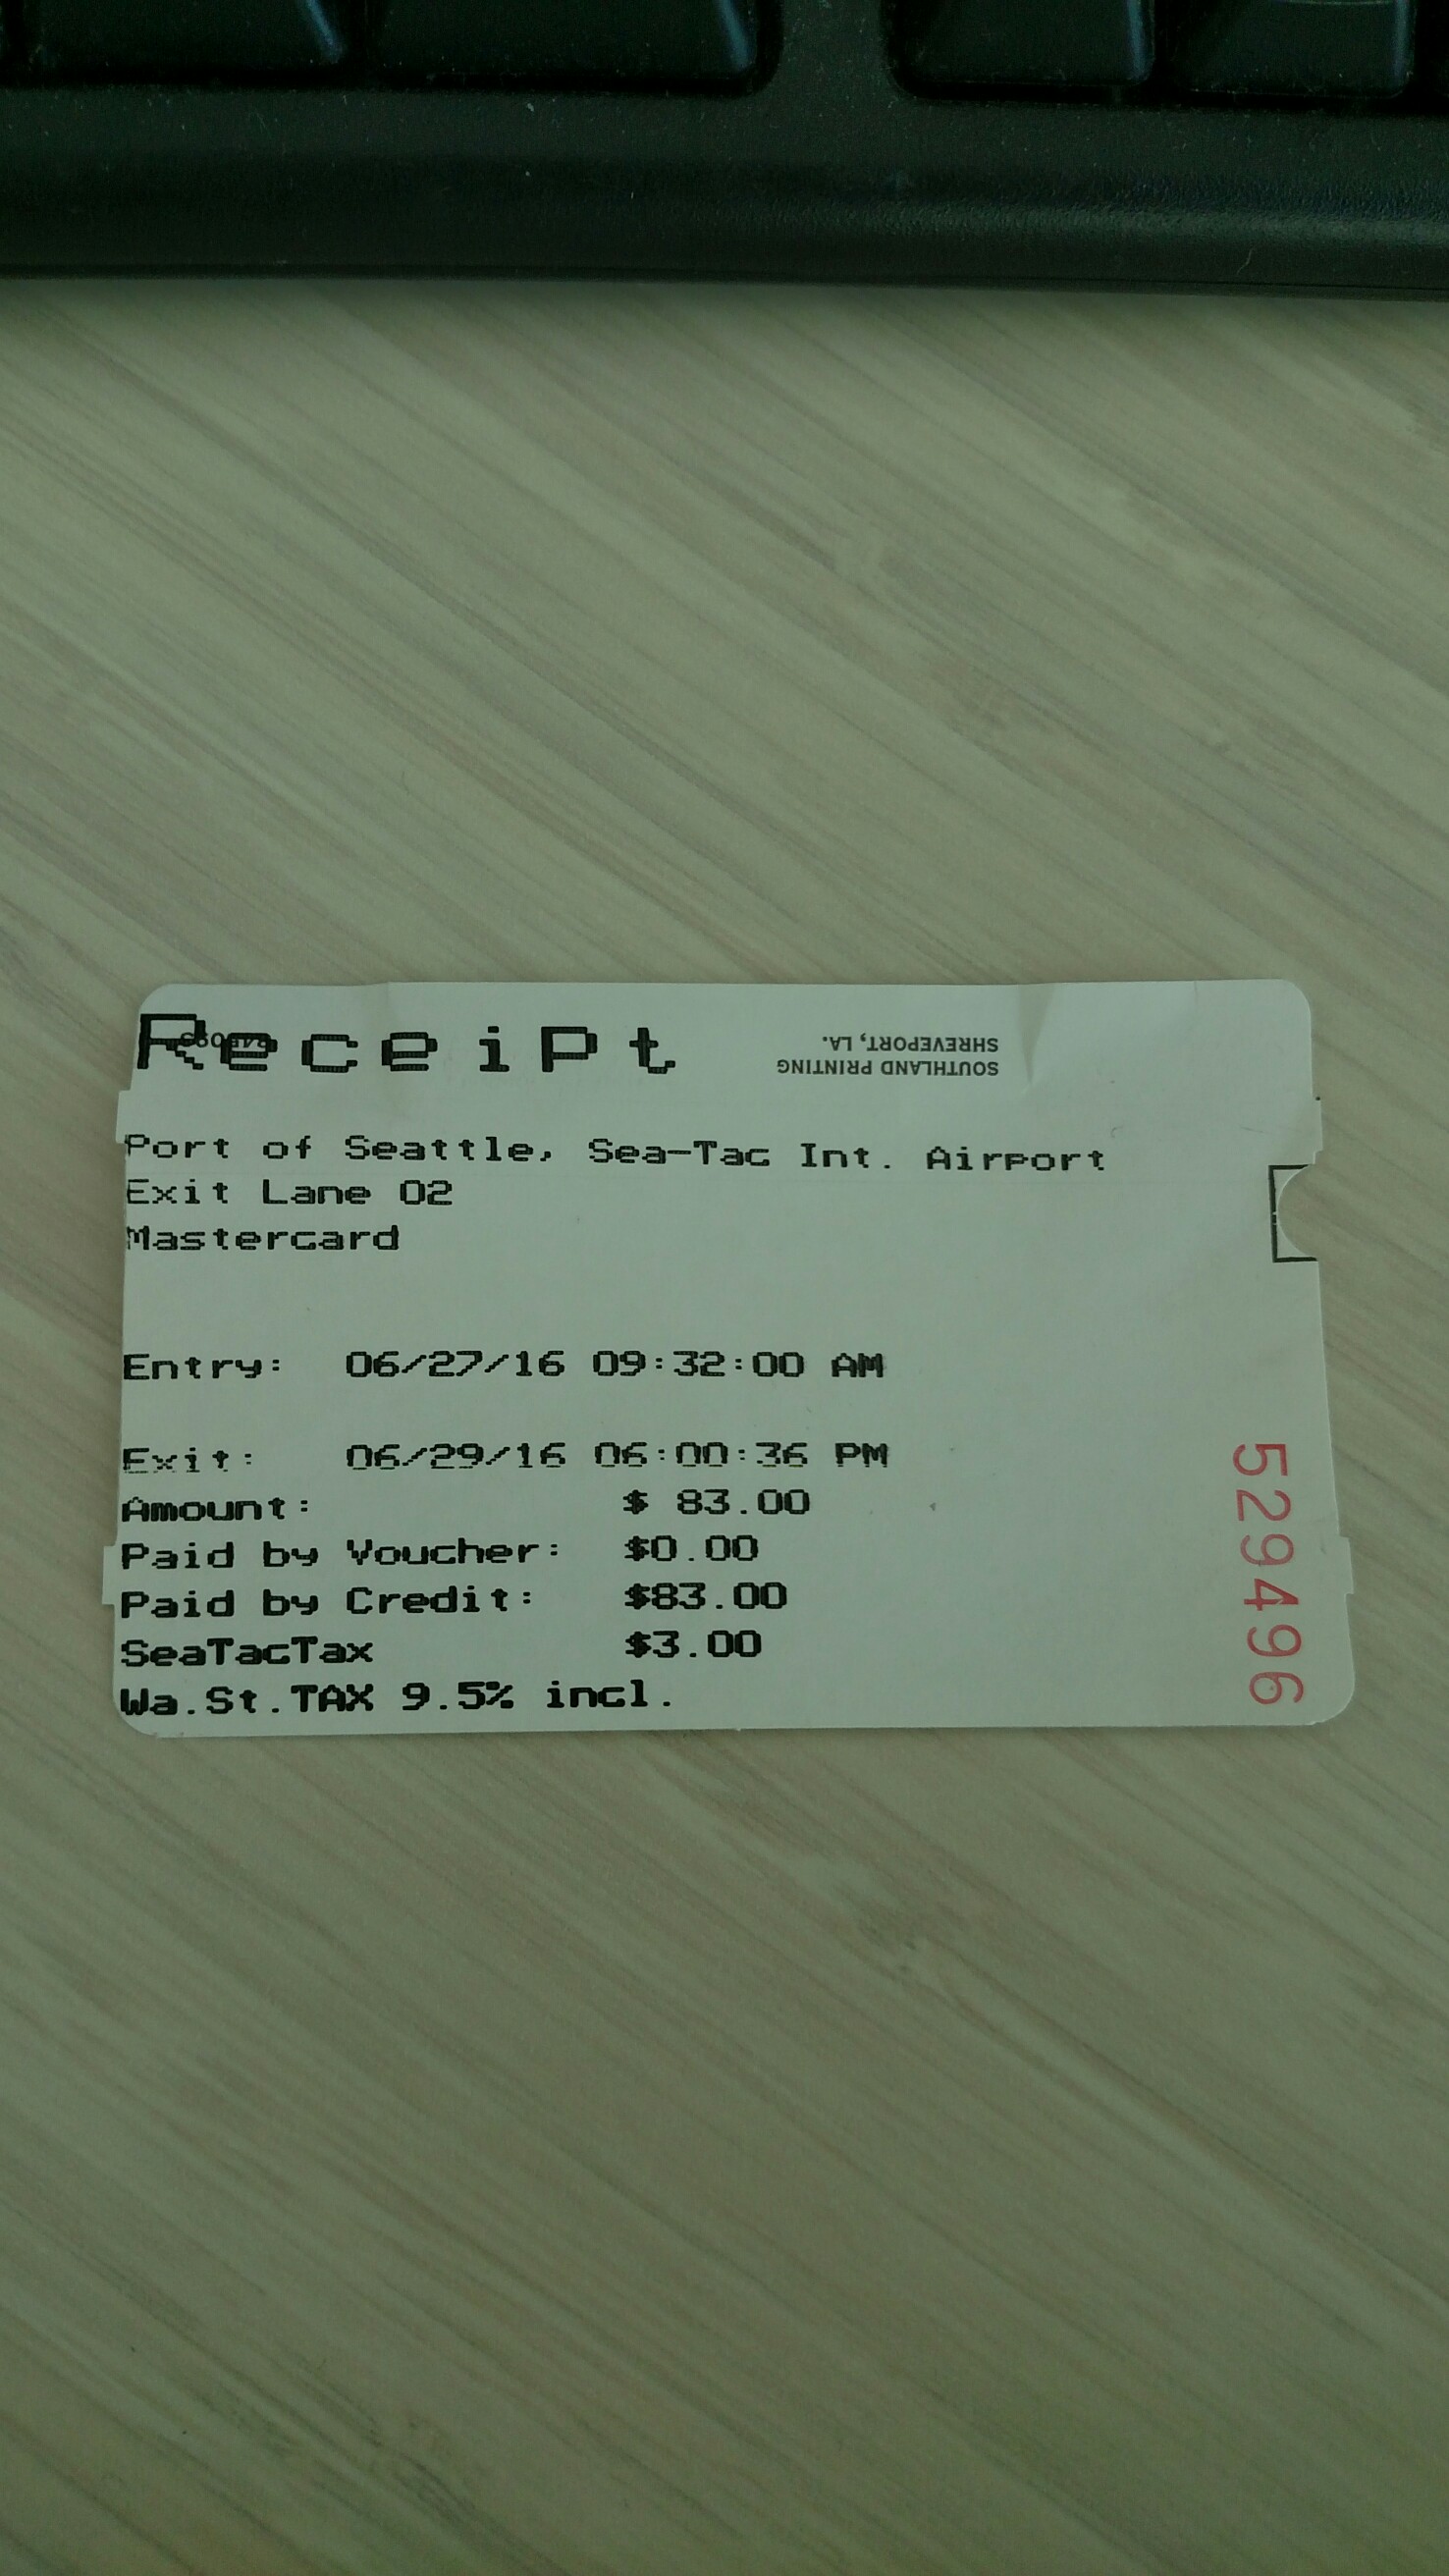 Receipt
SOUTHLAND PRINTING
SHREVEPORT, LA.
Port of Seattle, Sea-Tac Int. Airport
Exit Lane 02
Mastercard
Entry: 06/27/16 09:32:00 AM
Exit: 06/29/16 06:00:36 PM
Amount: $ 83.00
Paid by Voucher: $0.00
Paid by Credit: $83.00
SeaTacTax $3.00
Wa.St.TAX 9.5% incl.
529496